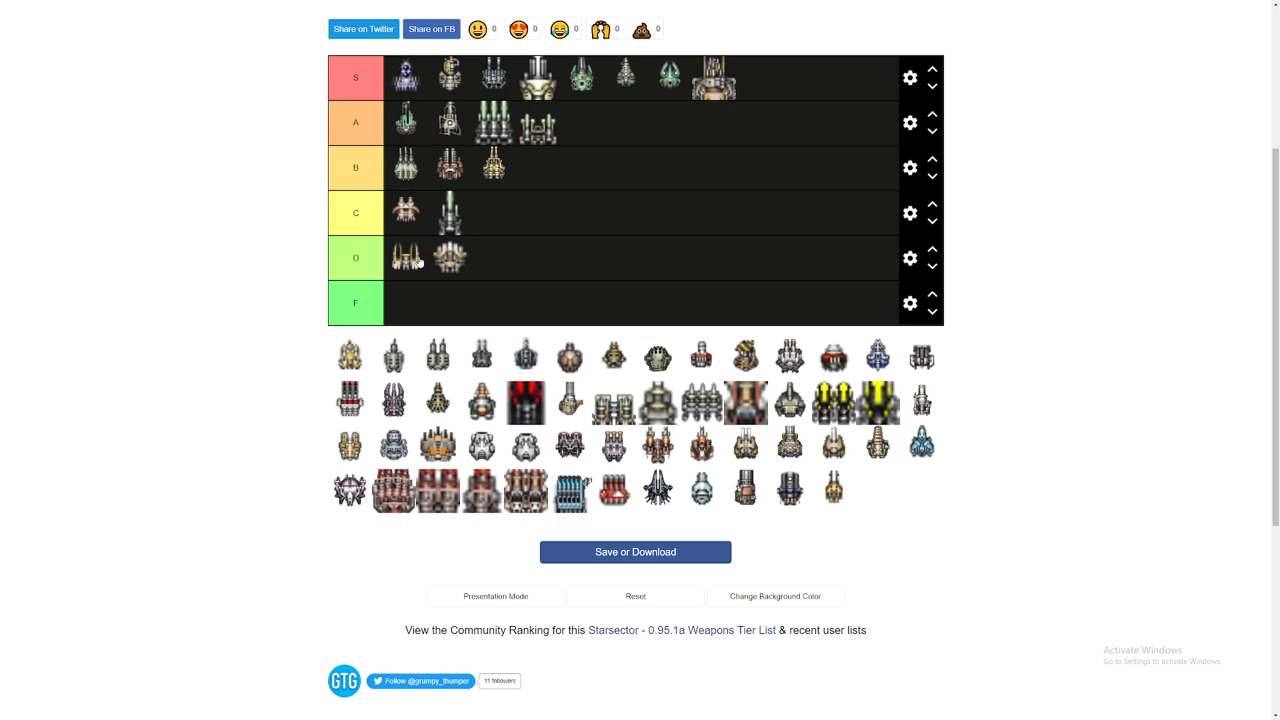 Share on Twitter
Share on FB
0
0
0
0
0
S
A
B
C
D
F
Save or Download
Presentation Mode
Reset
Change Background Color
View the Community Ranking for this Starsector - 0.95.1a Weapons Tier List & recent user lists
Activate Windows
Go to Settings to activate Windows.
GTG
Follow @grumpy_thumper
11 followers